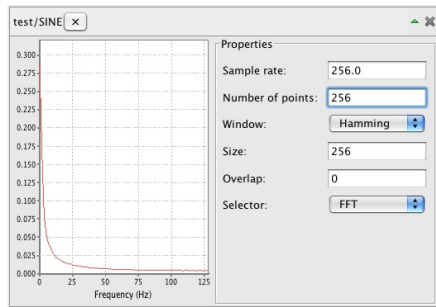 test/SINE ×
0.300
0.275
0.250
0.225
0.200
0.175
0.150
0.125
0.100
0.075
0.050
0.025
0.000
0 25 50 75 100 125
Frequency (Hz)
Properties
Sample rate: 256.0
Number of points: 256
Window: Hamming
Size: 256
Overlap: 0
Selector: FFT